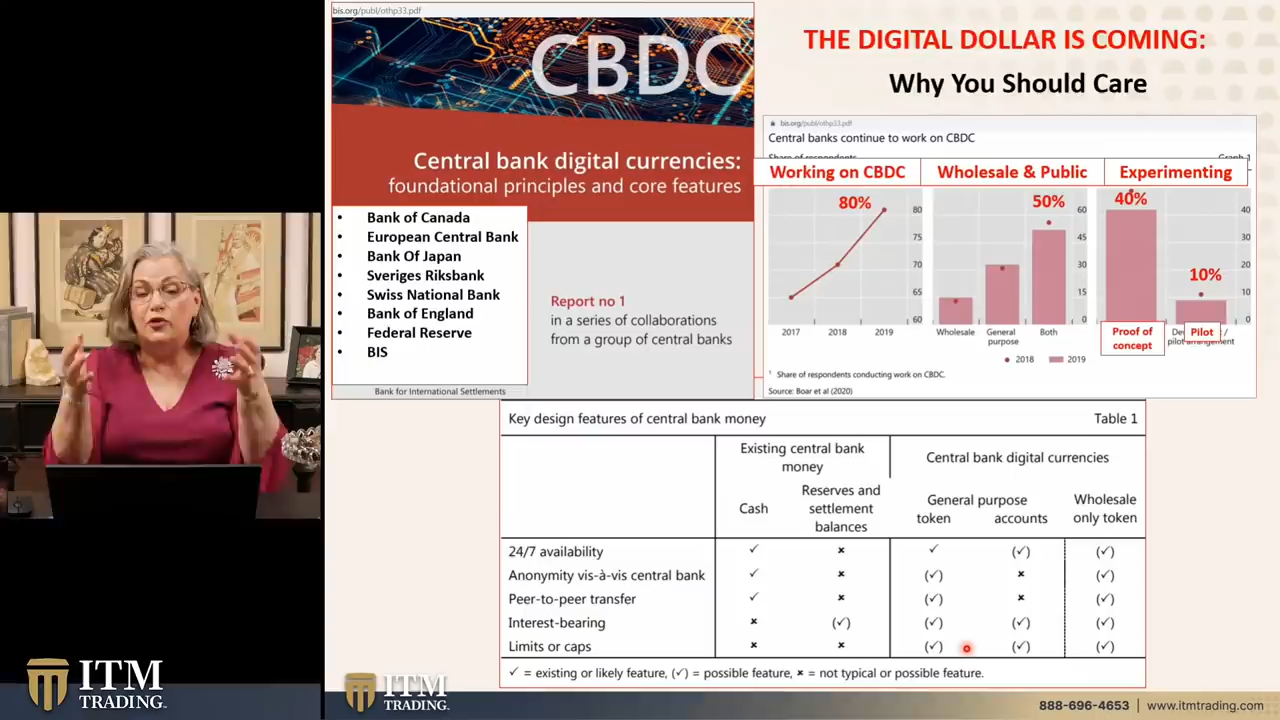 bis.org/publ/othp33.pdf
CBDC
Central bank digital currencies:
foundational principles and core features
• Bank of Canada
• European Central Bank
• Bank Of Japan
• Sveriges Riksbank
• Swiss National Bank
• Bank of England
• Federal Reserve
• BIS
Report no 1
in a series of collaborations
from a group of central banks
Bank for International Settlements
THE DIGITAL DOLLAR IS COMING:
Why You Should Care
bis.org/publ/othp33.pdf
Central banks continue to work on CBDC
Share of respondents Graph 1
Working on CBDC Wholesale & Public Experimenting
80% 50% 40% 10%
80
75
70
65
60
2017 2018 2019
60
45
30
15
0
Wholesale General purpose Both
40
30
20
10
0
Proof of
concept
Pilot
pilot arrangement
2018 2019
1 Share of respondents conducting work on CBDC.
Source: Boar et al (2020)
Key design features of central bank money Table 1
Existing central bank money Central bank digital currencies
Cash Reserves and settlement balances General purpose token accounts Wholesale only token
24/7 availability ✓ × ✓ (✓) (✓)
Anonymity vis-à-vis central bank ✓ × (✓) × (✓)
Peer-to-peer transfer ✓ × (✓) × (✓)
Interest-bearing × (✓) (✓) (✓) (✓)
Limits or caps × × (✓) (✓) (✓)
✓ = existing or likely feature, (✓) = possible feature, × = not typical or possible feature.
ITM
TRADING.
ITM
TRADING.
888-696-4653 | www.itmtrading.com